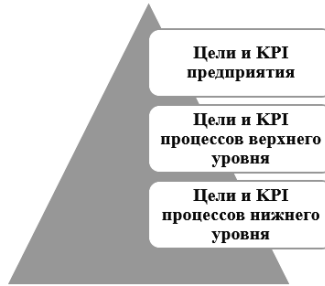 Цели и KPI
предприятия
Цели и KPI
процессов верхнего
уровня
Цели и KPI
процессов нижнего
уровня